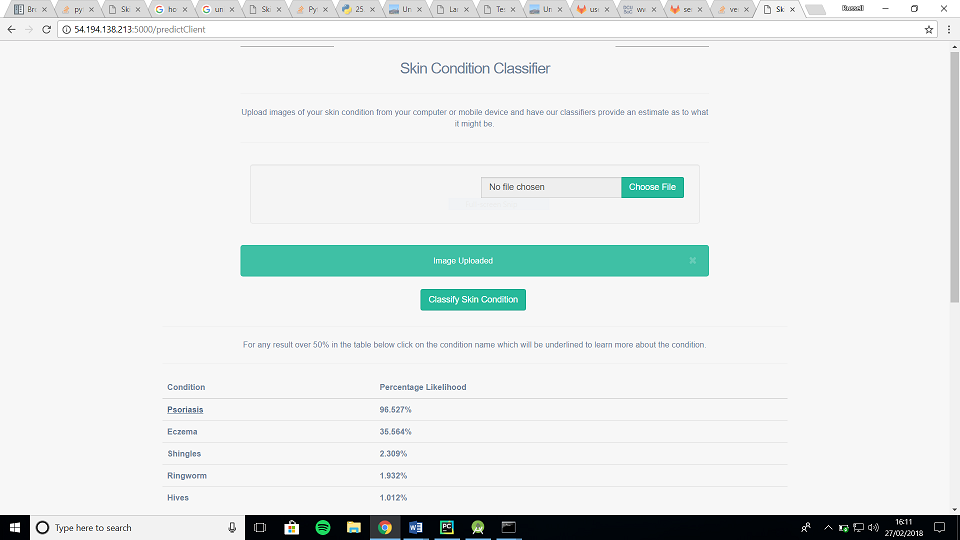 Br
py
Sk
ho
un
Sk
Py
25
Un
La
Te
Un
us
wv
se
ve
Sk
Russell
54.194.138.213:5000/predictClient
Skin Condition Classifier
Upload images of your skin condition from your computer or mobile device and have our classifiers provide an estimate as to what
it might be.
No file chosen Choose File
Image Uploaded
Classify Skin Condition
For any result over 50% in the table below click on the condition name which will be underlined to learn more about the condition.
Condition Percentage Likelihood
Psoriasis 96.527%
Eczema 35.564%
Shingles 2.309%
Ringworm 1.932%
Hives 1.012%
Type here to search
16:11
27/02/2018